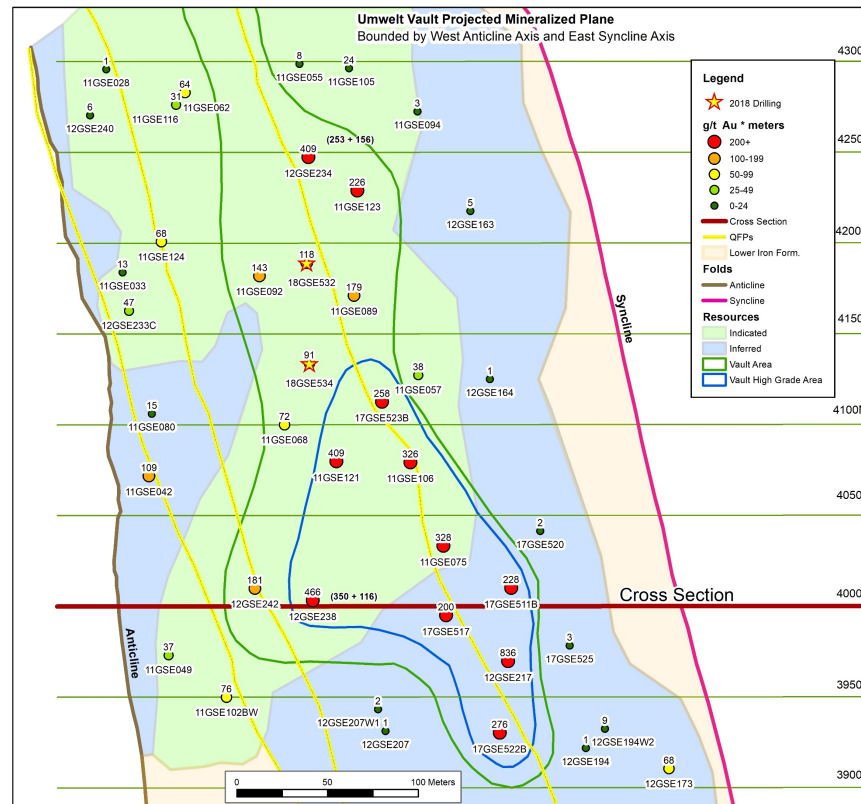 Umwelt Vault Projected Mineralized Plane
Bounded by West Anticline Axis and East Syncline Axis
4300
8
11GSE055
24
11GSE105
1
11GSE028
64
11GSE062
31
11GSE116
6
12GSE240
3
11GSE094
4250
(253 + 156)
409
12GSE234
226
11GSE123
5
12GSE163
4200
68
11GSE124
118
18GSE532
13
11GSE033
143
11GSE092
179
11GSE089
47
12GSE233C
Syncline
4150
91
18GSE534
38
11GSE057
1
12GSE164
258
17GSE523B
15
11GSE080
72
11GSE068
4100N
409
11GSE121
326
11GSE106
109
11GSE042
4050
328
11GSE075
2
17GSE520
181
12GSE242
466
(350 + 116)
12GSE238
228
17GSE511B
Cross Section
4000
200
17GSE517
Anticline
37
11GSE049
836
12GSE217
3
17GSE525
3950
76
11GSE102BW
2
12GSE207W1
1
12GSE207
276
17GSE522B
9
12GSE194W2
1
12GSE194
68
12GSE173
3900
0
50
100 Meters
Legend
2018 Drilling
g/t Au * meters
200+
100-199
50-99
25-49
0-24
Cross Section
QFPs
Lower Iron Form.
Folds
Anticline
Syncline
Resources
Indicated
Inferred
Vault Area
Vault High Grade Area